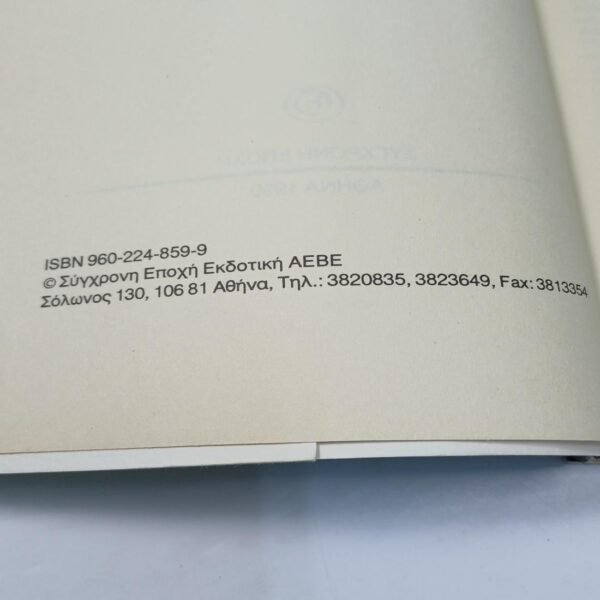 ISBN 960-224-859-9
© Σύγχρονη Εποχή Εκδοτική ΑΕΒΕ
Σόλωνος 130, 106 81 Αθήνα, Τηλ.: 3820835, 3823649, Fax: 3813354